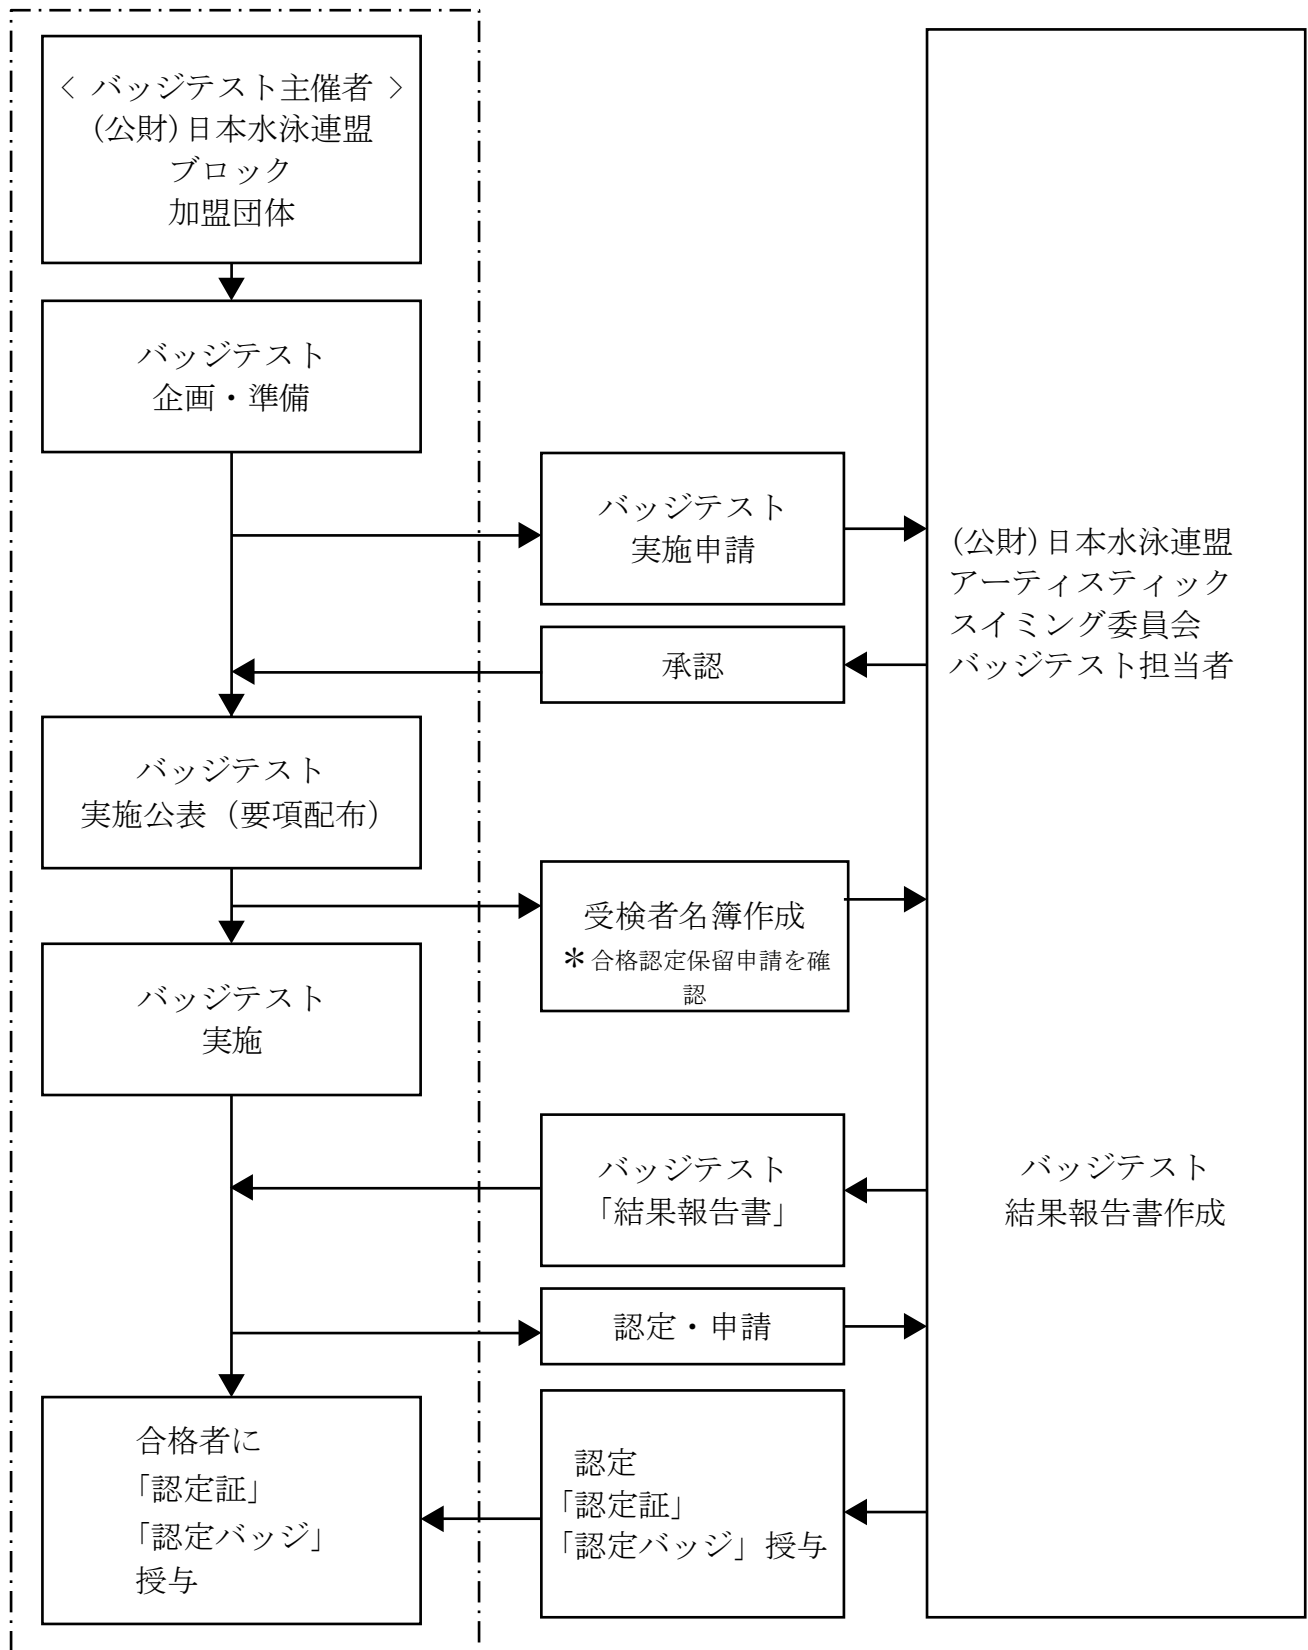 < バッジテスト主催者 >
(公財)日本水泳連盟
ブロック
加盟団体
バッジテスト
企画・準備
バッジテスト
実施申請
(公財)日本水泳連盟
アーティスティック
スイミング委員会
バッジテスト担当者
承認
バッジテスト
実施公表（要項配布）
受検者名簿作成
＊合格認定保留申請を確
認
バッジテスト
実施
バッジテスト
「結果報告書」
バッジテスト
結果報告書作成
認定・申請
合格者に
「認定証」
「認定バッジ」
授与
認定
「認定証」
「認定バッジ」授与